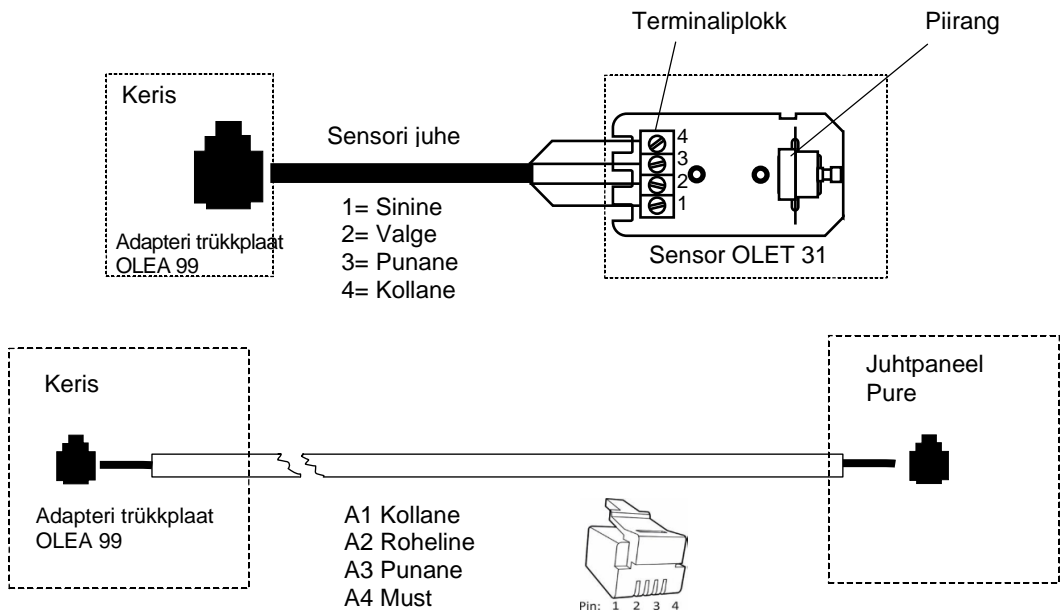 Terminaliplokk
Piirang
Keris
Sensori juhe
4
3
2
1
Adapteri trükkplaat
OLEA 99
1= Sinine
2= Valge
3= Punane
4= Kollane
Sensor OLET 31
Keris
Juhtpaneel
Pure
Adapteri trükkplaat
OLEA 99
A1 Kollane
A2 Roheline
A3 Punane
A4 Must
Pin: 1 2 3 4